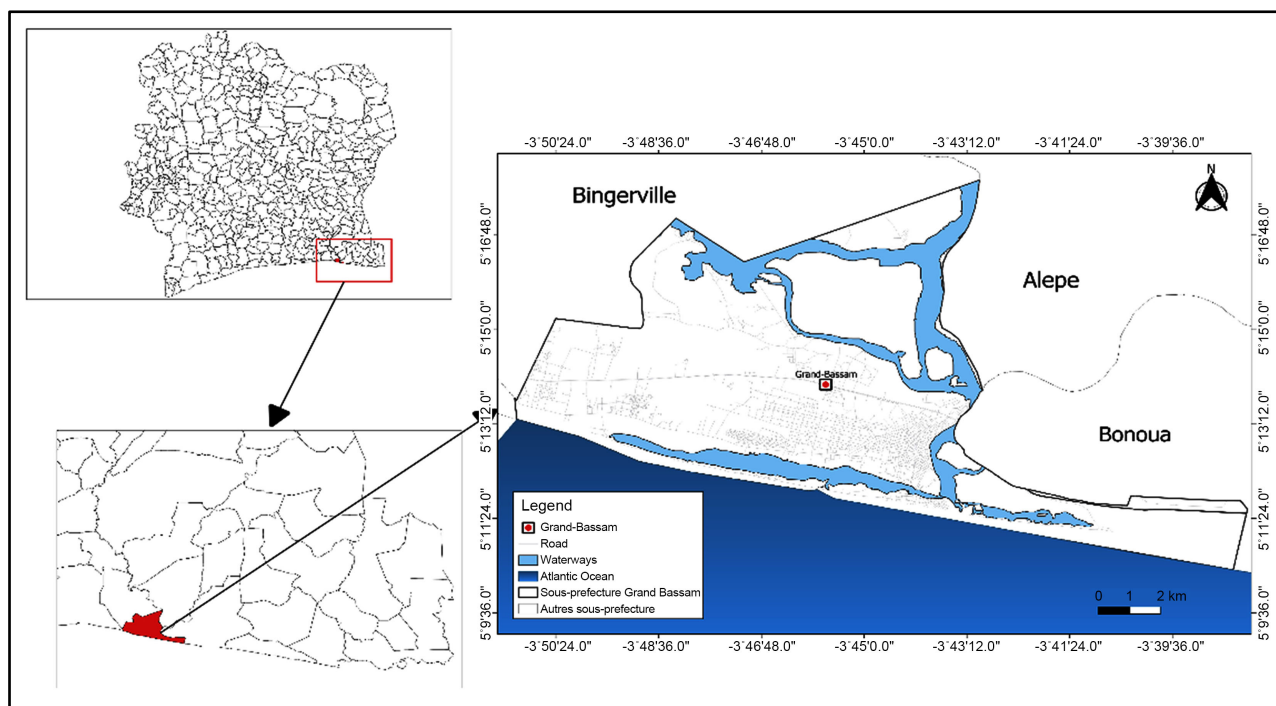 -3°50'24.0" -3°48'36.0" -3°46'48.0" -3°45'0.0" -3°43'12.0" -3°41'24.0" -3°39'36.0"
N
Bingerville
5°16'48.0" 5°16'48.0"
Alepe
5°15'0.0" 5°15'0.0"
Grand-Bassam
5°13'12.0" 5°13'12.0"
Bonoua
Legend
Grand-Bassam
Road
Waterways
Atlantic Ocean
Sous-prefecture Grand Bassam
Autres sous-prefecture
5°11'24.0" 5°11'24.0"
0 1 2 km
5°9'36.0" 5°9'36.0"
-3°50'24.0" -3°48'36.0" -3°46'48.0" -3°45'0.0" -3°43'12.0" -3°41'24.0" -3°39'36.0"